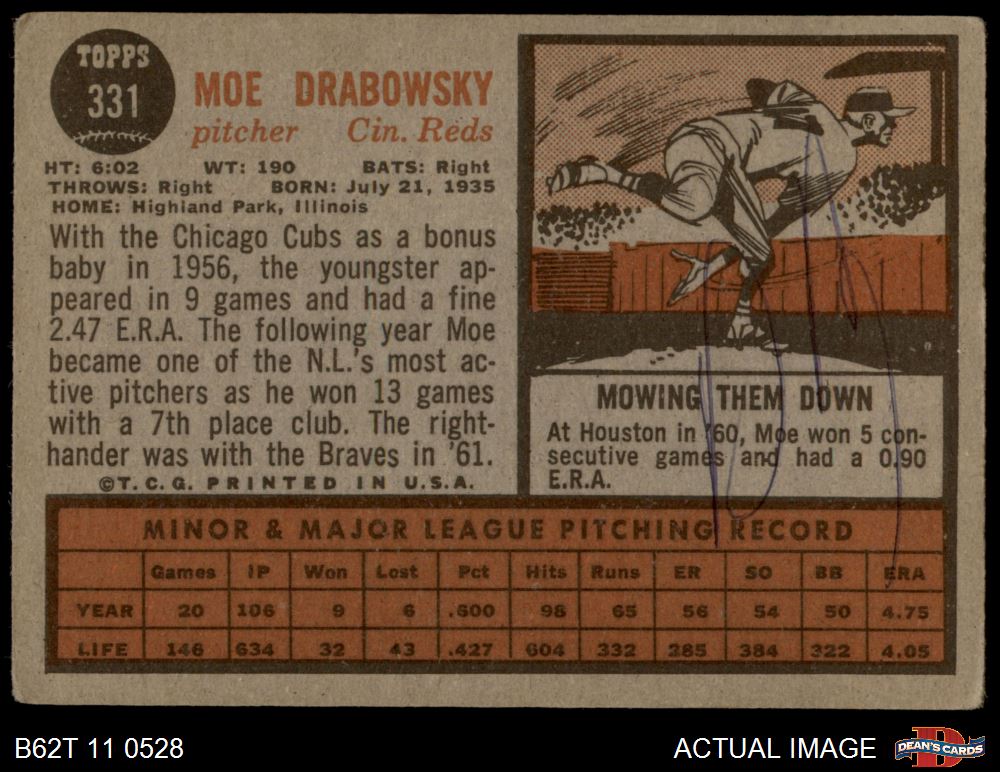 TOPPS
331
MOE DRABOWSKY
pitcher Cin. Reds
HT: 6:02 WT: 190 BATS: Right
THROWS: Right BORN: July 21, 1935
HOME: Highland Park, Illinois
With the Chicago Cubs as a bonus
baby in 1956, the youngster ap-
peared in 9 games and had a fine
2.47 E.R.A. The following year Moe
became one of the N.L.'s most ac-
tive pitchers as he won 13 games
with a 7th place club. The right-
hander was with the Braves in '61.
©T.C.G. PRINTED IN U.S.A.
MOWING THEM DOWN
At Houston in '60, Moe won 5 con-
secutive games and had a 0.90
E.R.A.
MINOR & MAJOR LEAGUE PITCHING RECORD
Games IP Won Lost Pct Hits Runs ER SO BB ERA
YEAR 20 106 9 6 .600 98 65 56 54 50 4.75
LIFE 146 634 32 43 .427 604 332 285 384 322 4.05
B62T 11 0528 ACTUAL IMAGE DEAN'S CARDS